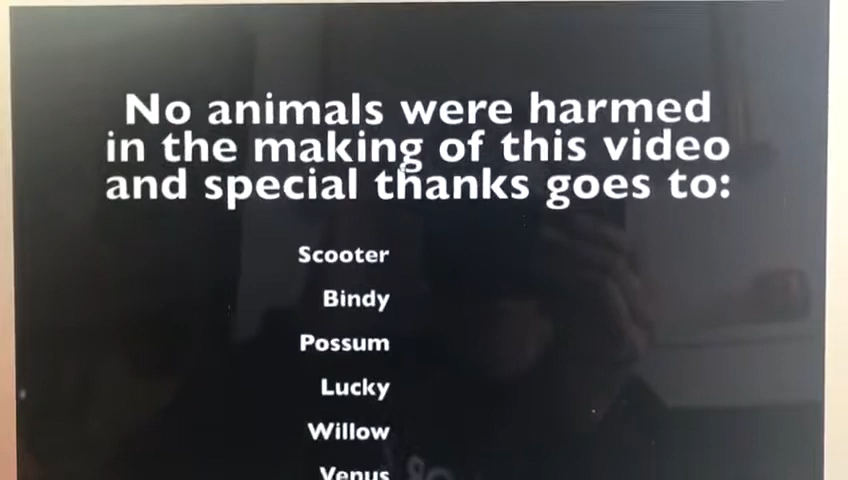 No animals were harmed
in the making of this video
and special thanks goes to:
Scooter
Bindy
Possum
Lucky
Willow
Venus